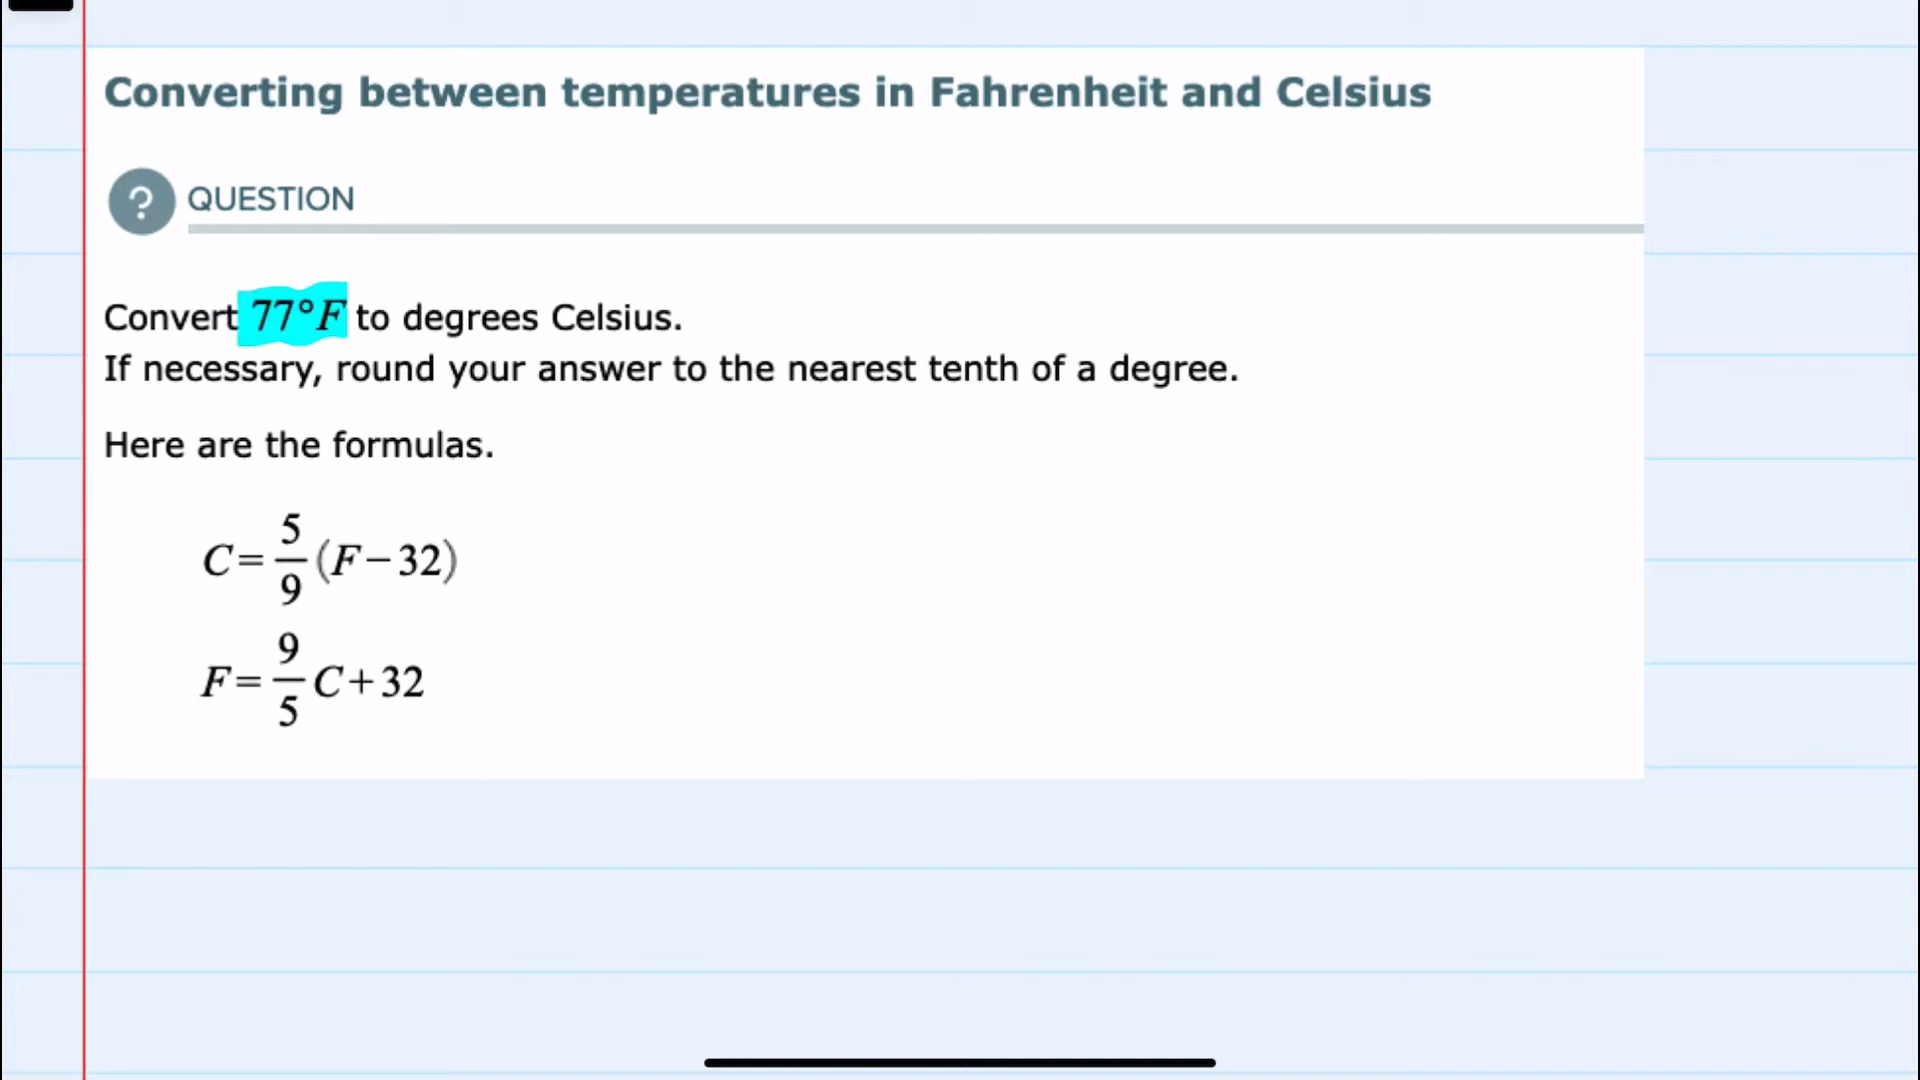 Converting between temperatures in Fahrenheit and Celsius
? QUESTION
Convert 77°F to degrees Celsius.
If necessary, round your answer to the nearest tenth of a degree.
Here are the formulas.
C=5/9(F−32)
F=9/5C+32